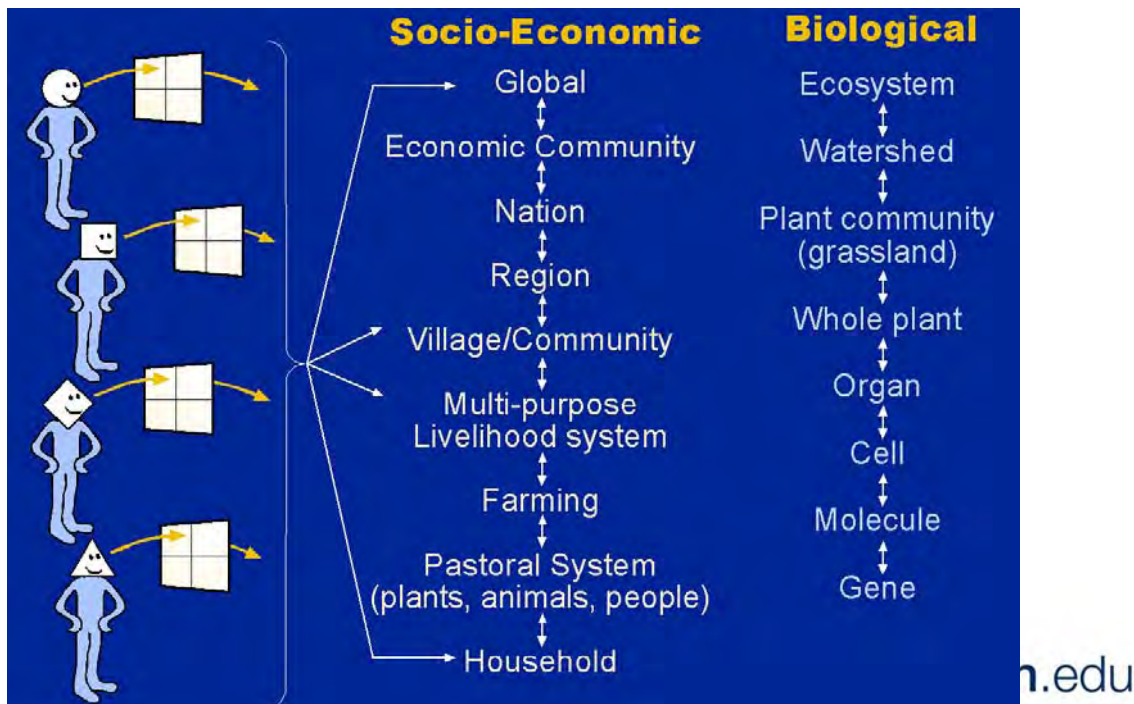 Socio-Economic
Global
Economic Community
Nation
Region
Village/Community
Multi-purpose
Livelihood system
Farming
Pastoral System
(plants, animals, people)
Household
Biological
Ecosystem
Watershed
Plant community
(grassland)
Whole plant
Organ
Cell
Molecule
Gene
n.edu